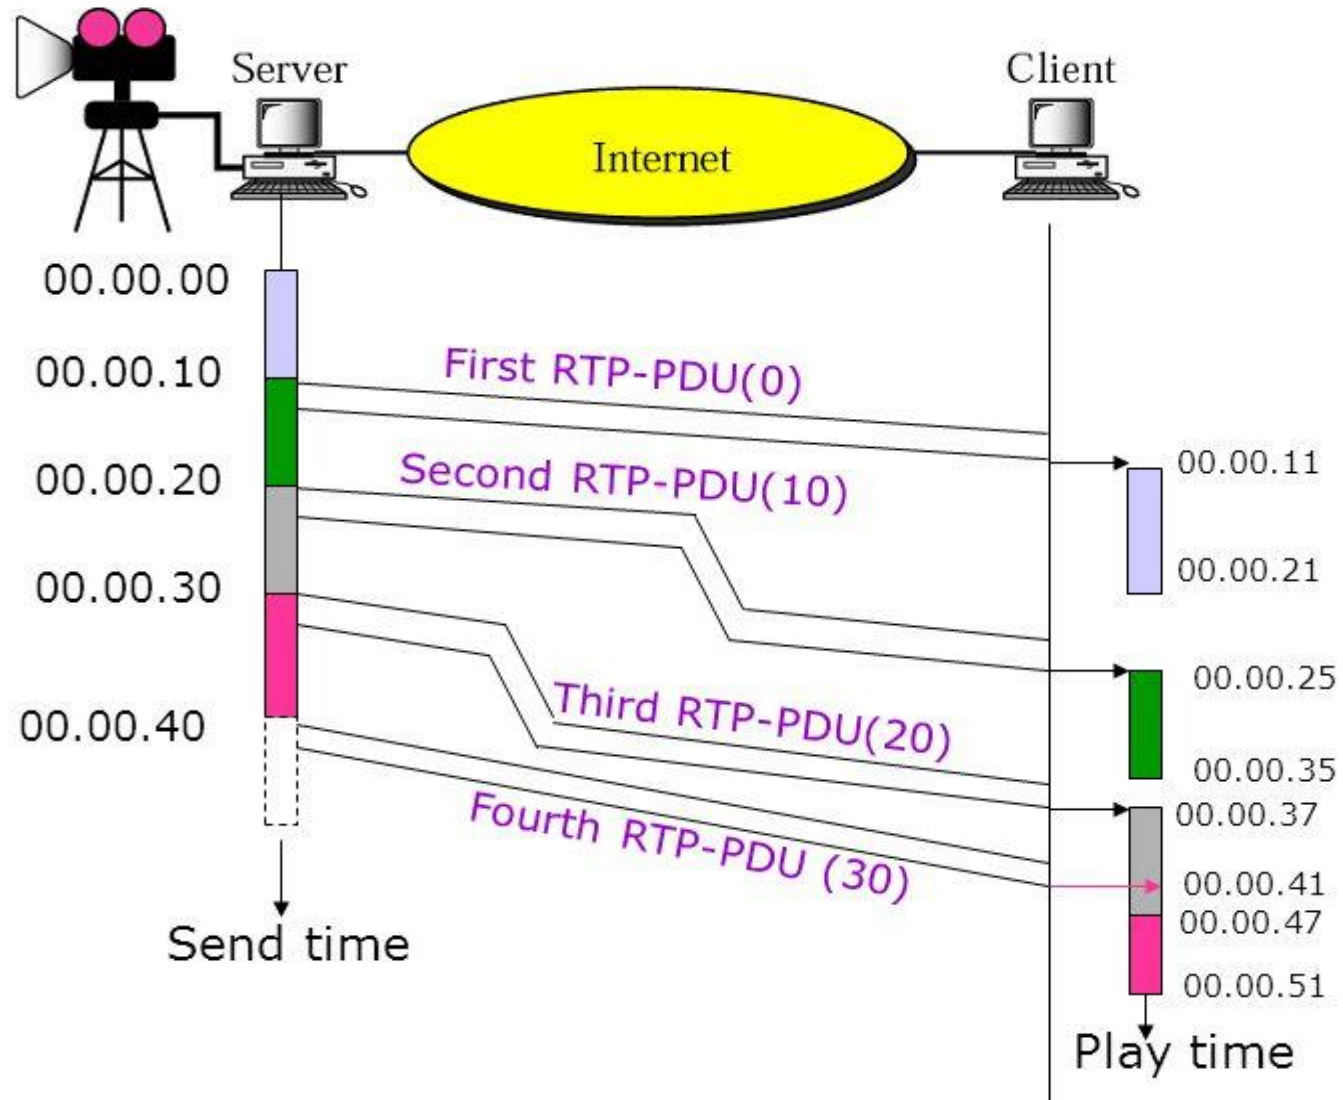 Server
Client
Internet
00.00.00
00.00.10
First RTP-PDU(0)
00.00.11
Second RTP-PDU(10)
00.00.20
00.00.21
00.00.30
00.00.25
Third RTP-PDU(20)
00.00.40
00.00.35
00.00.37
Fourth RTP-PDU (30)
00.00.41
00.00.47
Send time
00.00.51
Play time